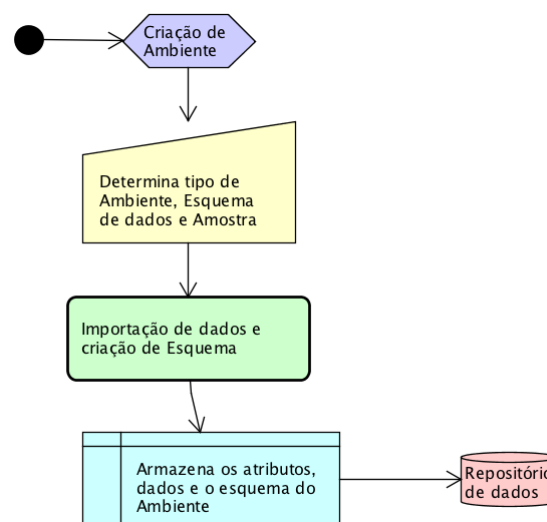 Criação de
Ambiente
Determina tipo de
Ambiente, Esquema
de dados e Amostra
Importação de dados e
criação de Esquema
Armazena os atributos,
dados e o esquema do
Ambiente
Repositório
de dados